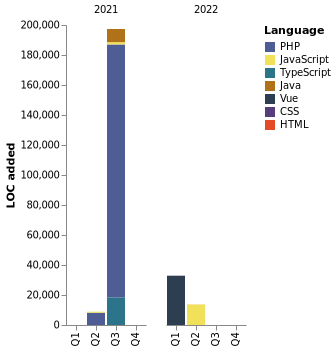 2021 2022
LOC added
200,000
180,000
160,000
140,000
120,000
100,000
80,000
60,000
40,000
20,000
0
Q1 Q2 Q3 Q4 Q1 Q2 Q3 Q4
Language
PHP
JavaScript
TypeScript
Java
Vue
CSS
HTML